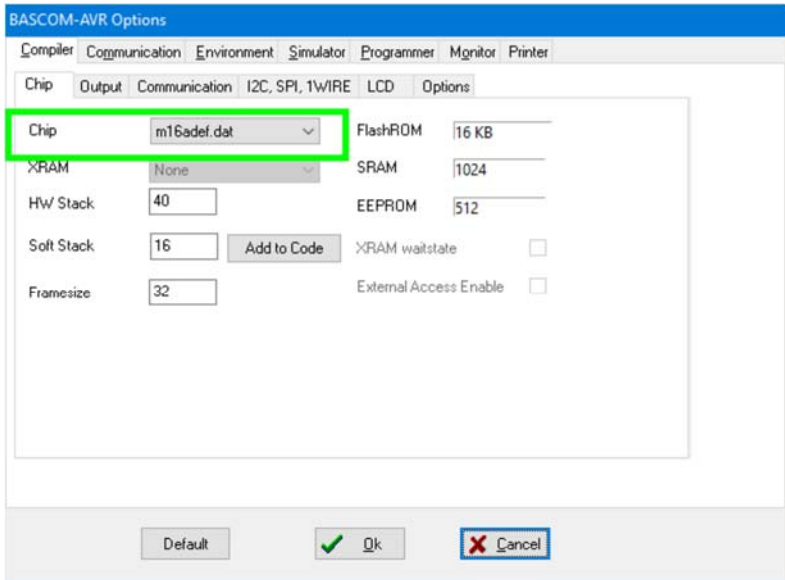 BASCOM-AVR Options
Compiler Communication Environment Simulator Programmer Monitor Printer
Chip Output Communication I2C, SPI, 1WIRE LCD Options
Chip m16adef.dat FlashROM 16 KB
XRAM None SRAM 1024
HW Stack 40 EEPROM 512
Soft Stack 16 Add to Code XRAM waitstate
Framesize 32 External Access Enable
Default Ok Cancel